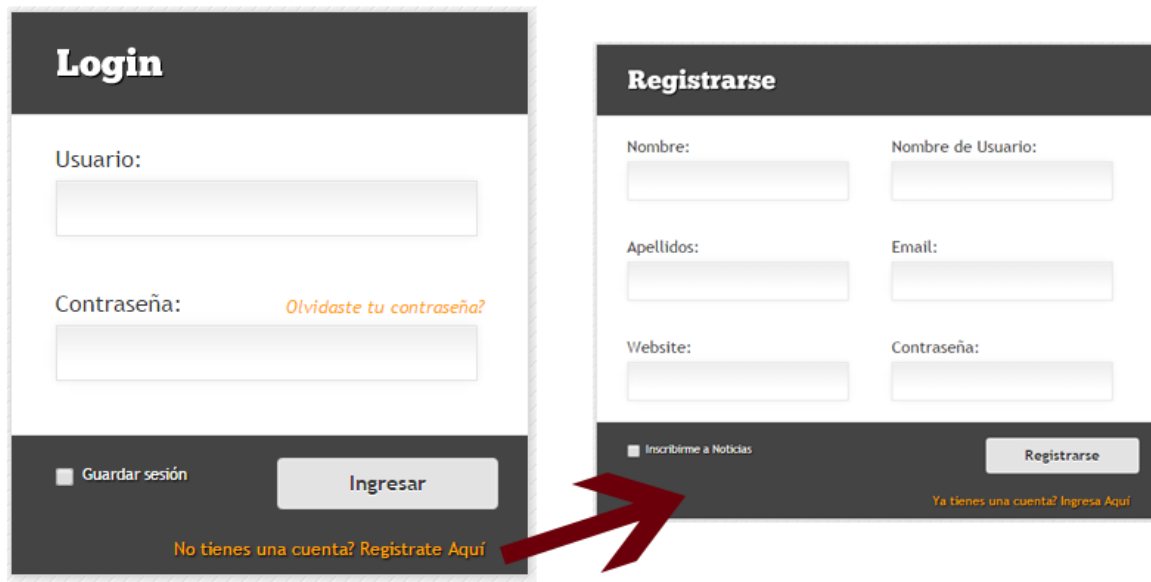 Login
Usuario:
Contraseña:
Olvidaste tu contraseña?
Guardar sesión
Ingresar
No tienes una cuenta? Registrate Aquí
Registrarse
Nombre:
Nombre de Usuario:
Apellidos:
Email:
Website:
Contraseña:
Inscribirme a Noticias
Registrarse
Ya tienes una cuenta? Ingresa Aquí